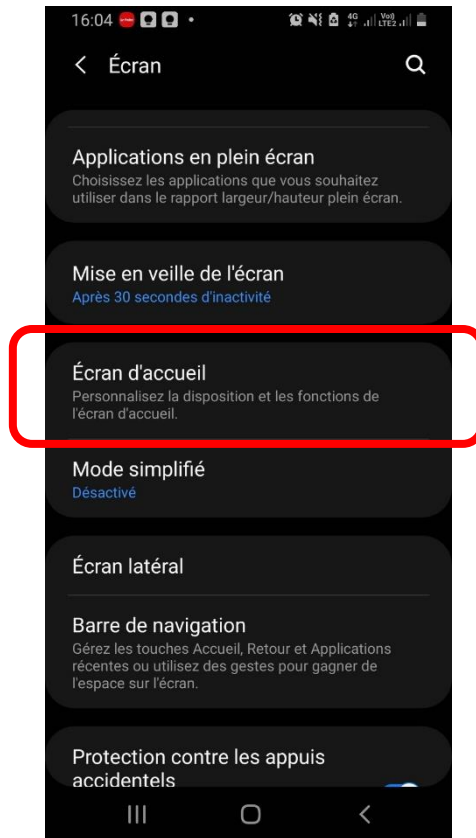 16:04
4G
Vo))
LTE2
Écran
Applications en plein écran
Choisissez les applications que vous souhaitez
utiliser dans le rapport largeur/hauteur plein écran.
Mise en veille de l'écran
Après 30 secondes d'inactivité
Écran d'accueil
Personnalisez la disposition et les fonctions de
l'écran d'accueil.
Mode simplifié
Désactivé
Écran latéral
Barre de navigation
Gérez les touches Accueil, Retour et Applications
récentes ou utilisez des gestes pour gagner de
l'espace sur l'écran.
Protection contre les appuis
accidentels